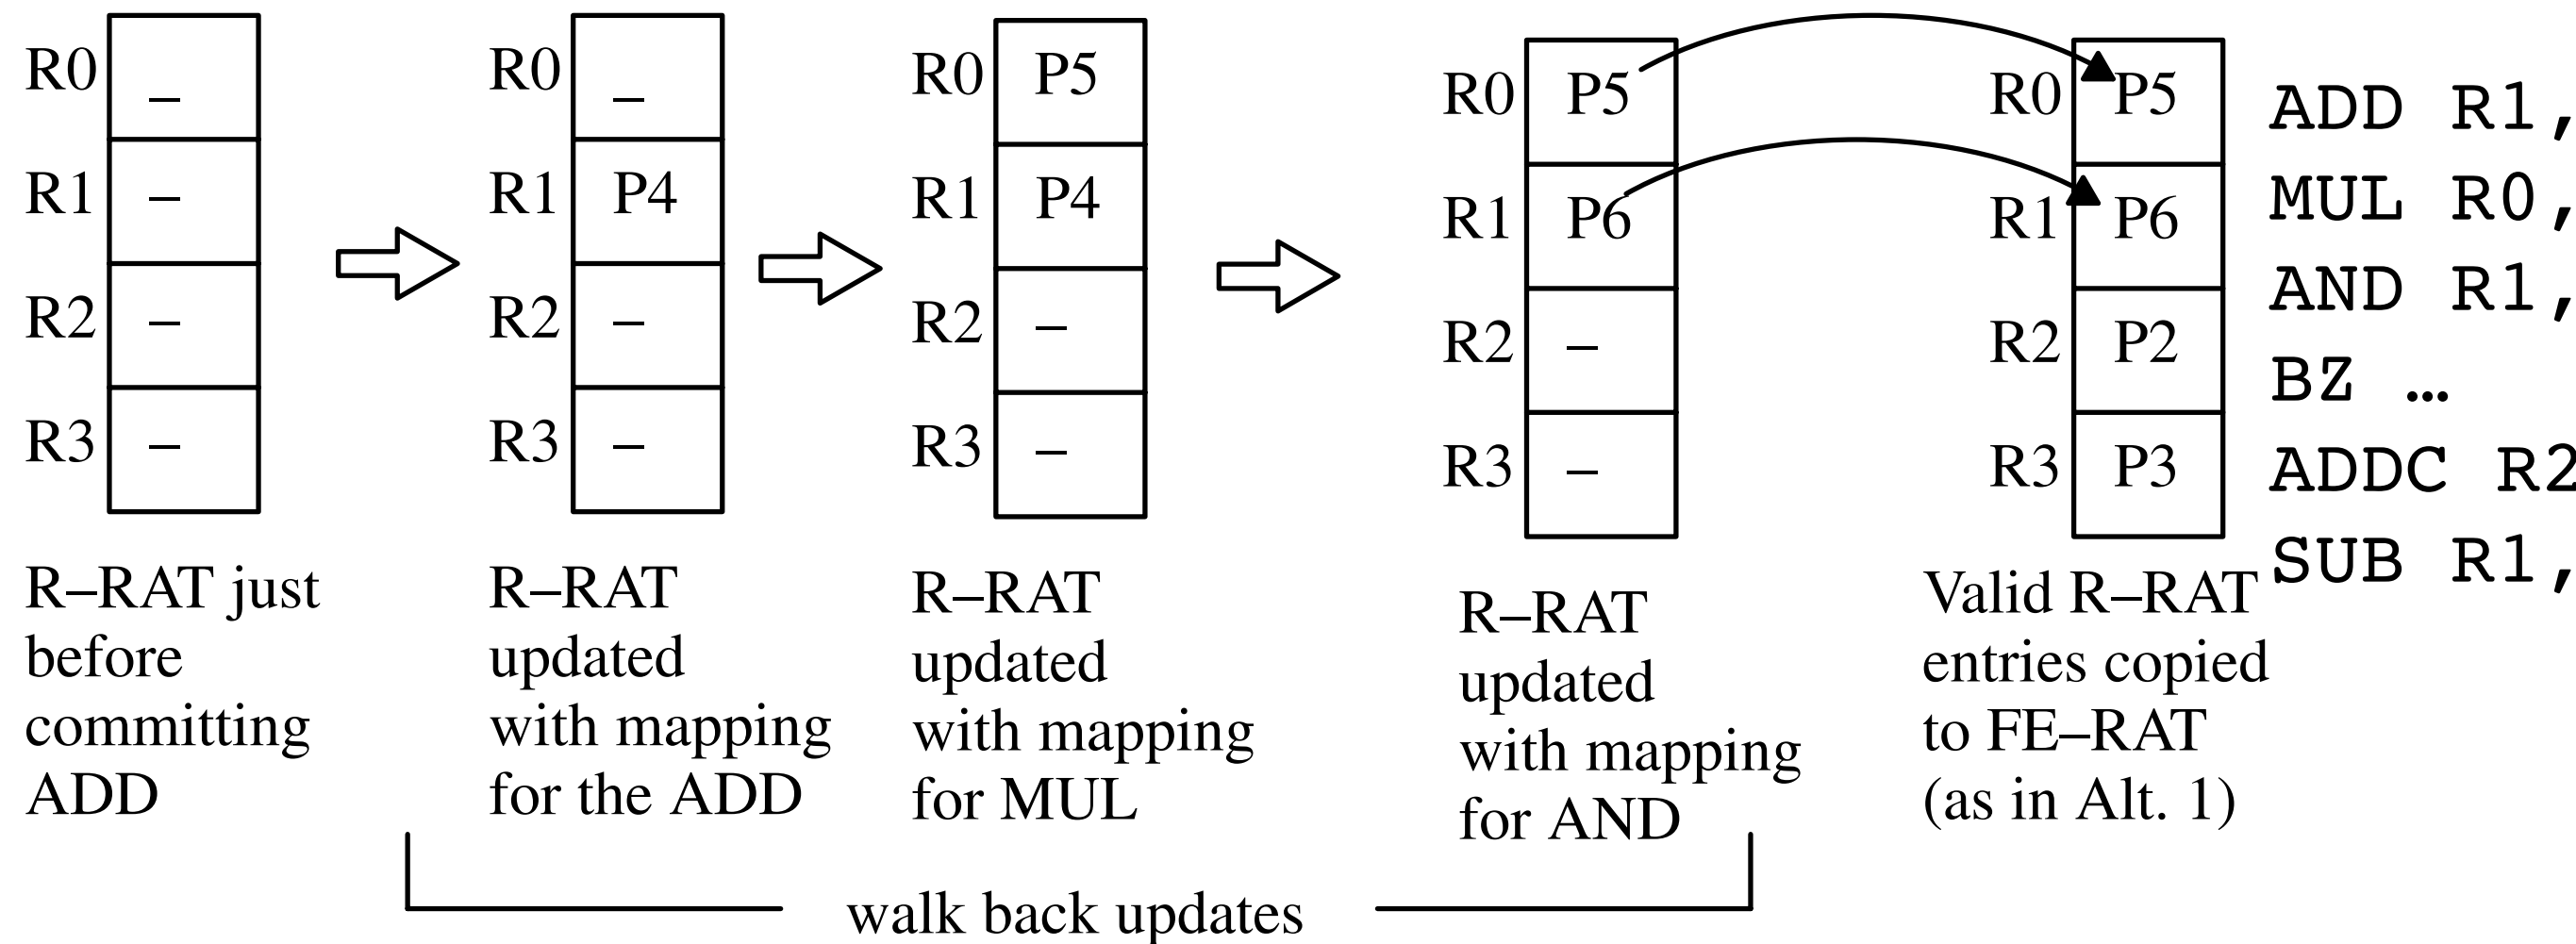 R0 –
R1 –
R2 –
R3 –
R–RAT just
before
committing
ADD
R0 –
R1 P4
R2 –
R3 –
R–RAT
updated
with mapping
for the ADD
R0 P5
R1 P4
R2 –
R3 –
R–RAT
updated
with mapping
for MUL
R0 P5
R1 P6
R2 –
R3 –
R–RAT
updated
with mapping
for AND
R0 P5
R1 P6
R2 P2
R3 P3
Valid R–RAT
entries copied
to FE–RAT
(as in Alt. 1)
walk back updates
ADD R1,
MUL R0,
AND R1,
BZ …
ADDC R2
SUB R1,